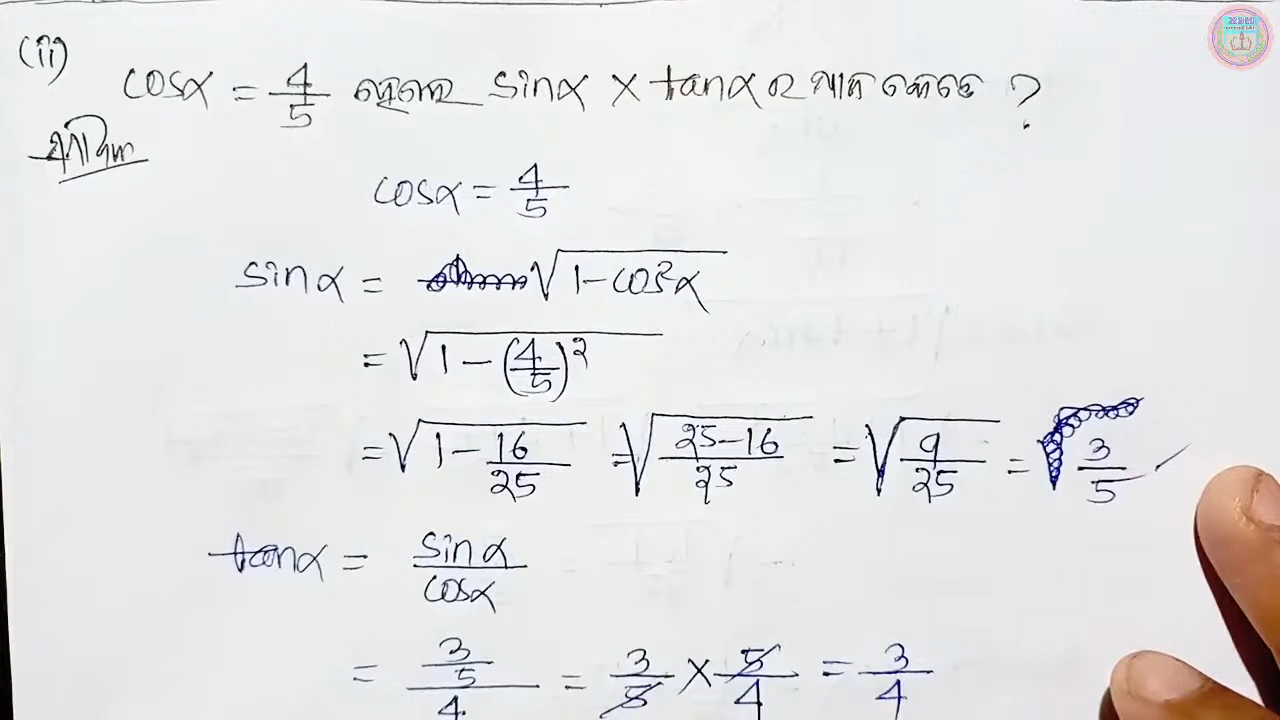 (ii)
cosα = 4/5 ହେଲେ sinα × tanα ର ମାନ କେତେ ?
cosα = 4/5
sinα = √(1-cos²α)
= √(1-(4/5)²)
= √(1-16/25) = √((25-16)/25) = √(9/25) = 3/5
tanα = sinα/cosα
= (3/5)/4 = 3/5 × 5/4 = 3/4